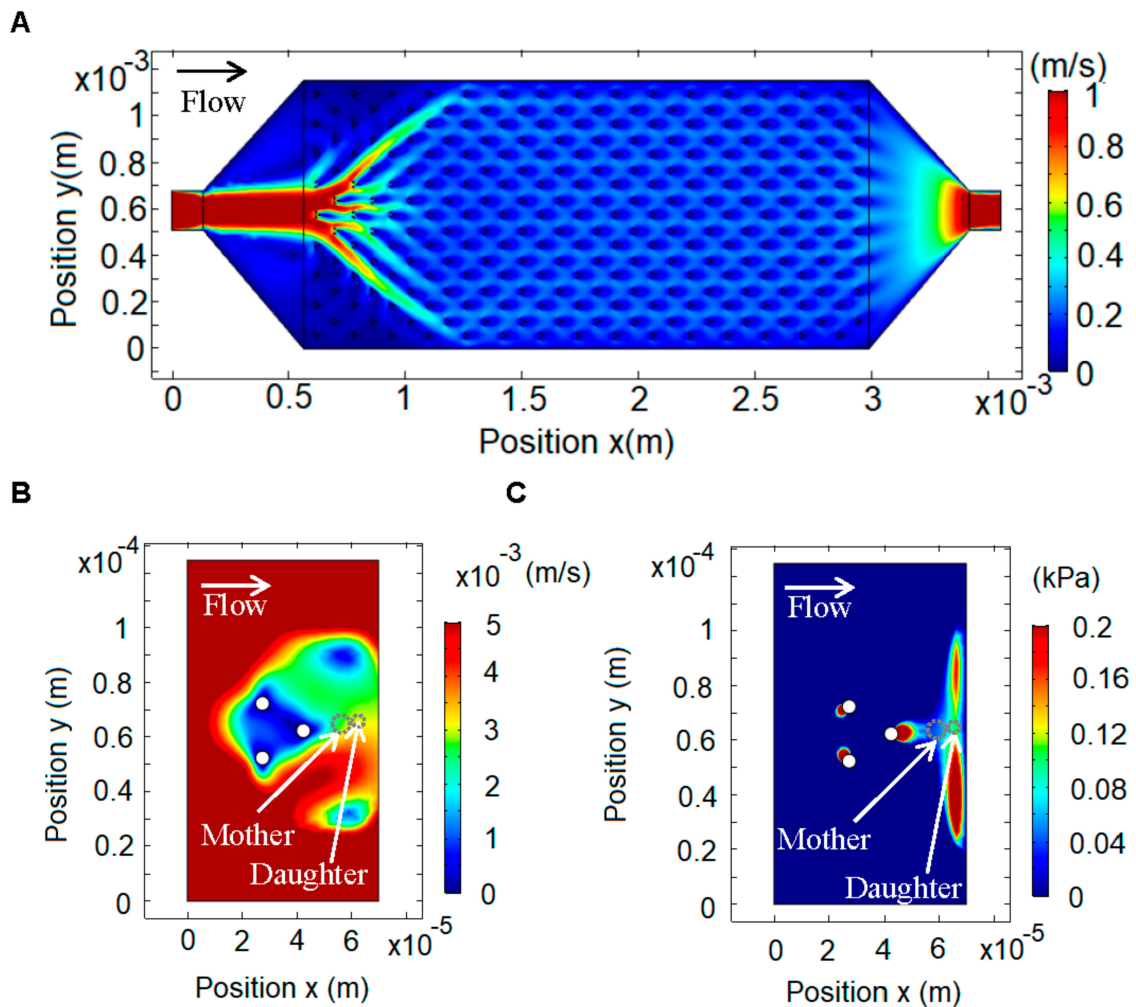 A
x10-3
(m/s)
Flow
1
1
0.8
0.8
0.6
0.6
0.4
0.4
0.2
0.2
0
0
Position y(m)
0 0.5 1 1.5 2 2.5 3 x10-3
Position x(m)
B
x10-4
x10-3 (m/s)
Flow
5
1
4
0.8
3
0.6
2
0.4
1
0.2
0
0
Position y (m)
Mother
Daughter
0 2 4 6 x10-5
Position x (m)
C
x10-4
(kPa)
Flow
0.2
1
0.16
0.8
0.12
0.6
0.08
0.4
0.04
0.2
0
0
Position y (m)
Mother
Daughter
0 2 4 6 x10-5
Position x (m)